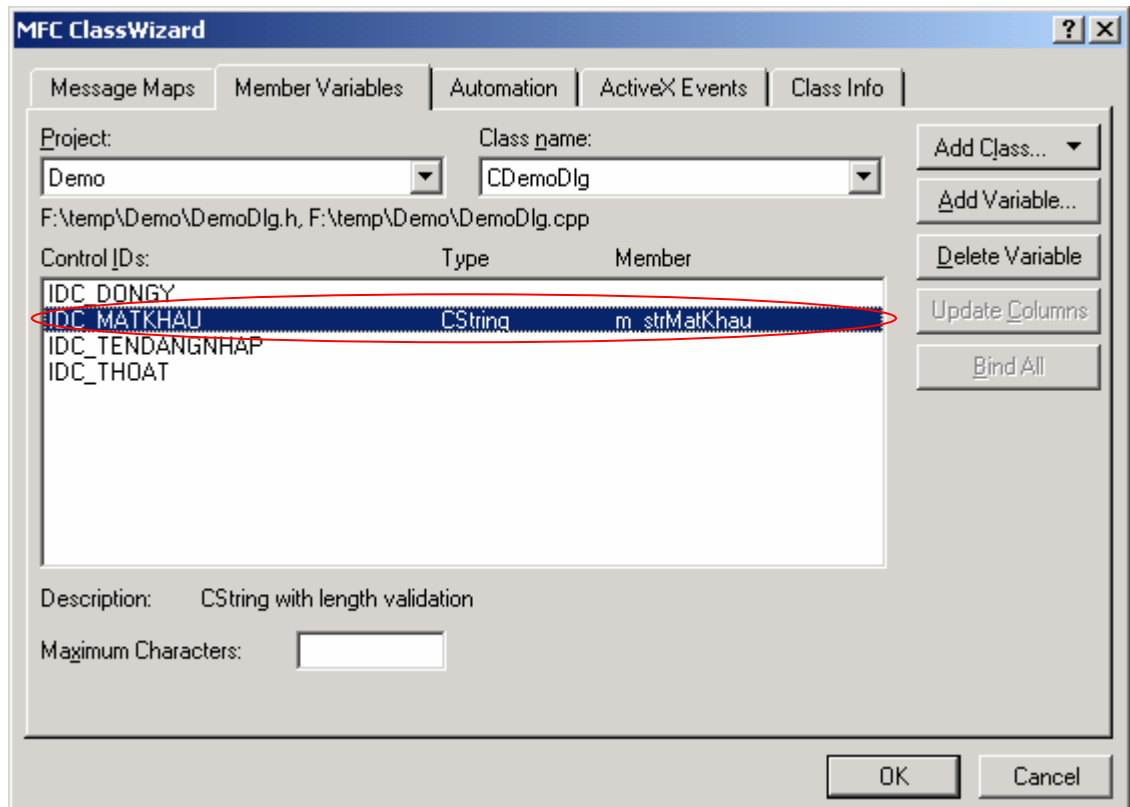 MFC ClassWizard
Message Maps Member Variables Automation ActiveX Events Class Info
Project: Class name:
Demo CDemoDlg
Add Class...
F:\temp\Demo\DemoDlg.h, F:\temp\Demo\DemoDlg.cpp
Add Variable...
Control IDs: Type Member
Delete Variable
IDC_DONGY
IDC_MATKHAU CString m_strMatKhau
Update Columns
IDC_TENDANGNHAP
IDC_THOAT
Bind All
Description: CString with length validation
Maximum Characters:
OK Cancel